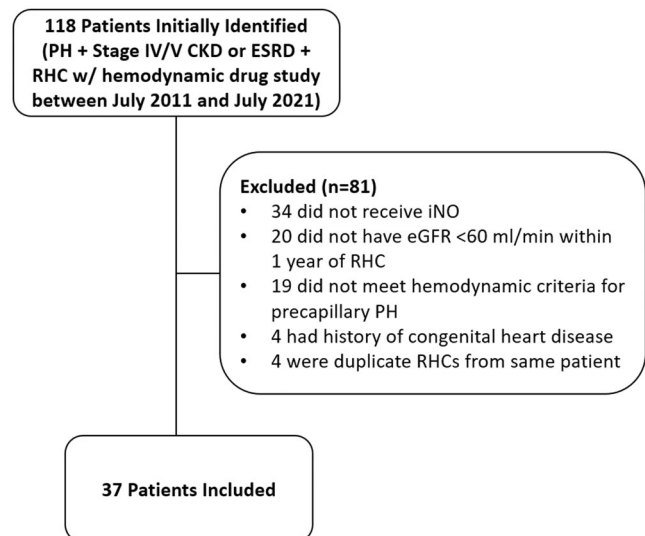 118 Patients Initially Identified
(PH + Stage IV/V CKD or ESRD +
RHC w/ hemodynamic drug study
between July 2011 and July 2021)
Excluded (n=81)
• 34 did not receive iNO
• 20 did not have eGFR <60 ml/min within
1 year of RHC
• 19 did not meet hemodynamic criteria for
precapillary PH
• 4 had history of congenital heart disease
• 4 were duplicate RHCs from same patient
37 Patients Included